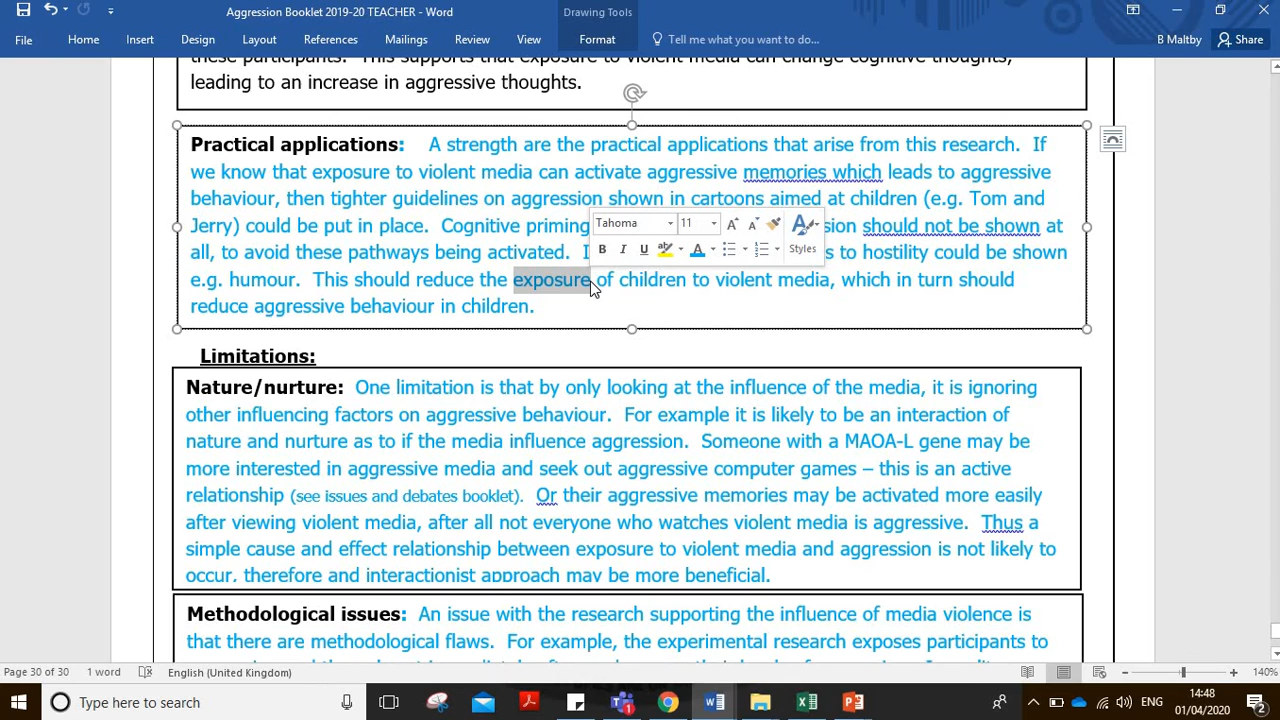 Aggression Booklet 2019-20 TEACHER - Word
Drawing Tools
File Home Insert Design Layout References Mailings Review View Format Tell me what you want to do... B Maltby Share
these participants. This supports that exposure to violent media can change cognitive thoughts,
leading to an increase in aggressive thoughts.
Practical applications: A strength are the practical applications that arise from this research. If
we know that exposure to violent media can activate aggressive memories which leads to aggressive
behaviour, then tighter guidelines on aggression shown in cartoons aimed at children (e.g. Tom and
Jerry) could be put in place. Cognitive priming sion should not be shown at
Tahoma 11
all, to avoid these pathways being activated. I s to hostility could be shown
B I U A Styles
e.g. humour. This should reduce the exposure of children to violent media, which in turn should
reduce aggressive behaviour in children.
Limitations:
Nature/nurture: One limitation is that by only looking at the influence of the media, it is ignoring
other influencing factors on aggressive behaviour. For example it is likely to be an interaction of
nature and nurture as to if the media influence aggression. Someone with a MAOA-L gene may be
more interested in aggressive media and seek out aggressive computer games – this is an active
relationship (see issues and debates booklet). Or their aggressive memories may be activated more easily
after viewing violent media, after all not everyone who watches violent media is aggressive. Thus a
simple cause and effect relationship between exposure to violent media and aggression is not likely to
occur, therefore and interactionist approach may be more beneficial.
Methodological issues: An issue with the research supporting the influence of media violence is
that there are methodological flaws. For example, the experimental research exposes participants to
Page 30 of 30 1 word English (United Kingdom) 140%
Type here to search
ENG
14:48
01/04/2020
2